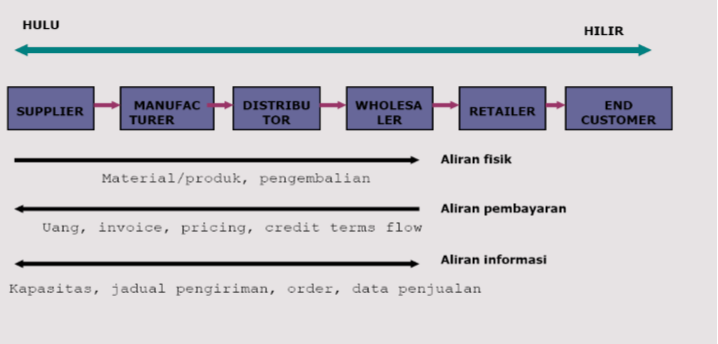 HULU
HILIR
SUPPLIER
MANUFAC
TURER
DISTRIBU
TOR
WHOLESA
LER
RETAILER
END
CUSTOMER
Aliran fisik
Material/produk, pengembalian
Aliran pembayaran
Uang, invoice, pricing, credit terms flow
Aliran informasi
Kapasitas, jadual pengiriman, order, data penjualan